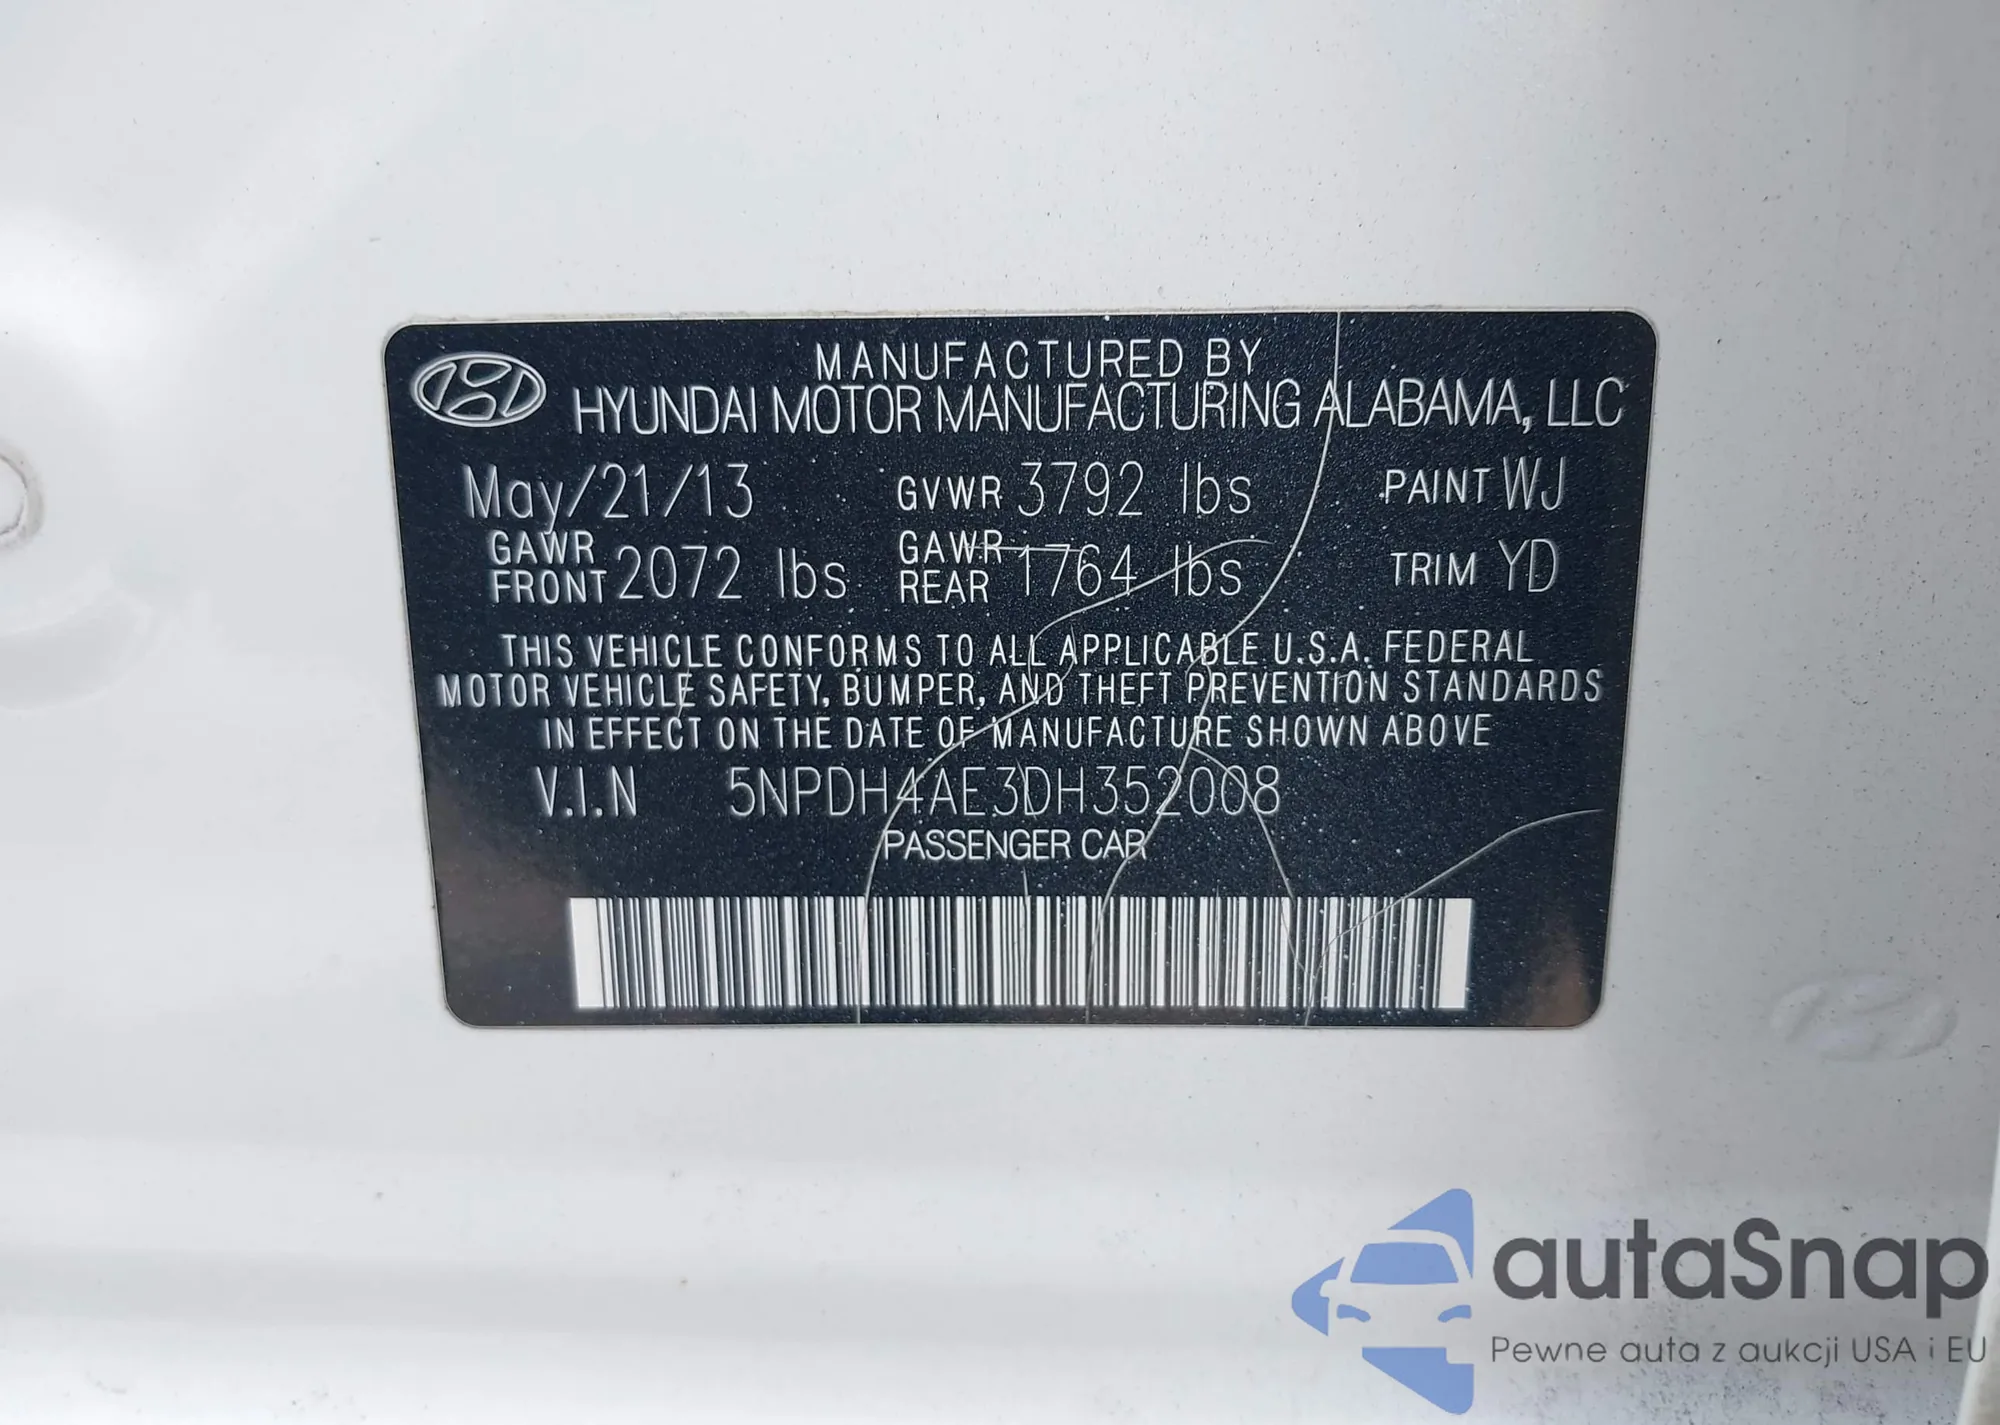 MANUFACTURED BY
HYUNDAI MOTOR MANUFACTURING ALABAMA, LLC
May/21/13 GVWR 3792 lbs PAINT WJ
GAWR FRONT 2072 lbs GAWR REAR 1764 lbs TRIM YD
THIS VEHICLE CONFORMS TO ALL APPLICABLE U.S.A. FEDERAL
MOTOR VEHICLE SAFETY, BUMPER, AND THEFT PREVENTION STANDARDS
IN EFFECT ON THE DATE OF MANUFACTURE SHOWN ABOVE
V.I.N 5NPDH4AE3DH352008
PASSENGER CAR
autaSnap
Pewne auta z aukcji USA i EU